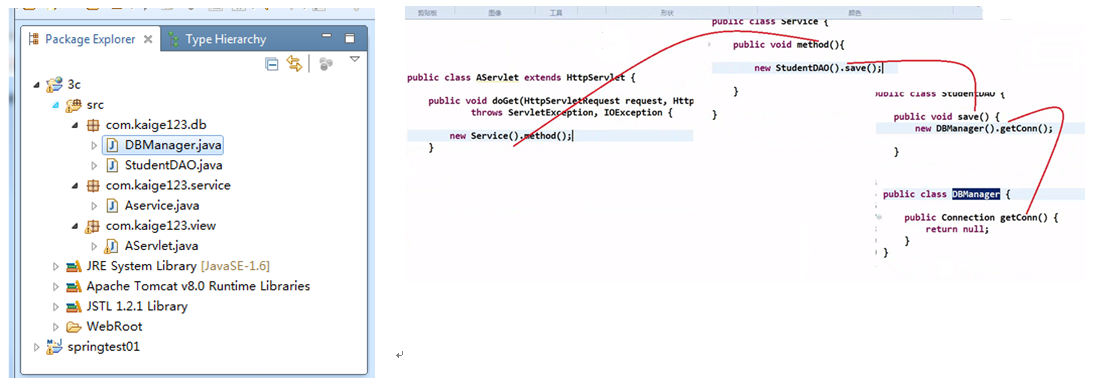 Package Explorer
Type Hierarchy
3c
src
com.kaige123.db
DBManager.java
StudentDAO.java
com.kaige123.service
Aservice.java
com.kaige123.view
AServlet.java
JRE System Library [JavaSE-1.6]
Apache Tomcat v8.0 Runtime Libraries
JSTL 1.2.1 Library
WebRoot
springtest01
剪贴板
图像
工具
形状
颜色
public class AServlet extends HttpServlet {
public void doGet(HttpServletRequest request, Http
throws ServletException, IOException {
new Service().method();
}
public class Service {
public void method(){
new StudentDAO().save();
}
}
public class StudentDAO {
public void save() {
new DBManager().getConn();
}
public class DBManager {
public Connection getConn() {
return null;
}
}